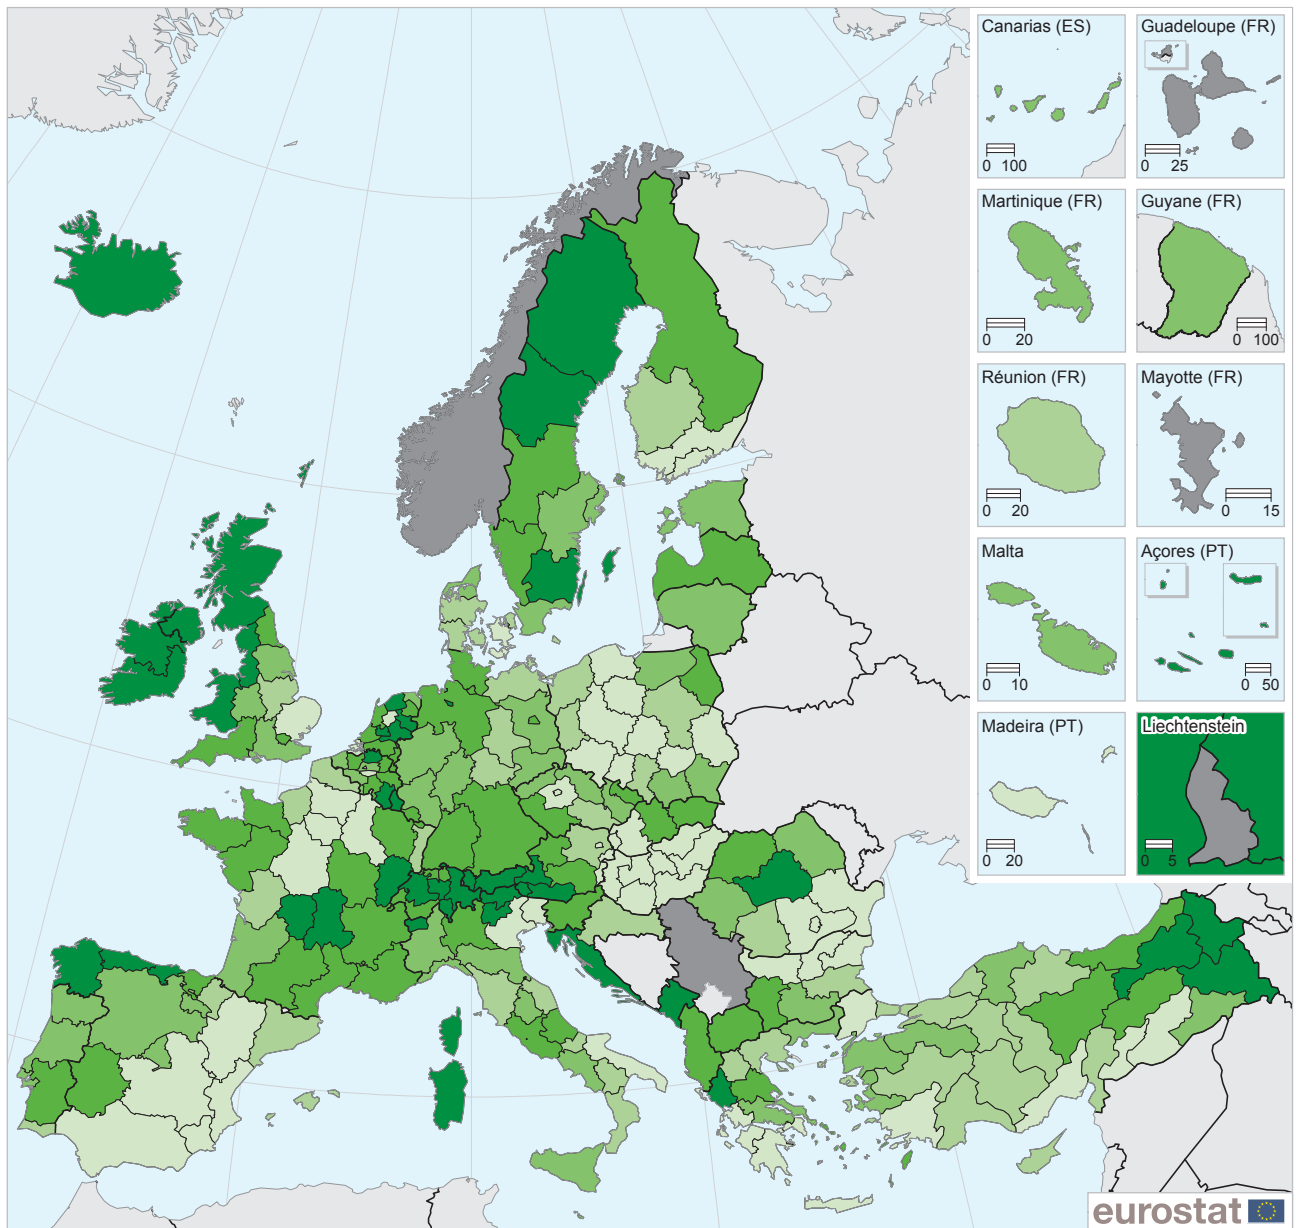 Canarias (ES)
0 100
Guadeloupe (FR)
0 25
Martinique (FR)
0 20
Guyane (FR)
0 100
Réunion (FR)
0 20
Mayotte (FR)
0 15
Malta
0 10
Açores (PT)
0 50
Madeira (PT)
0 20
Liechtenstein
0 5
eurostat